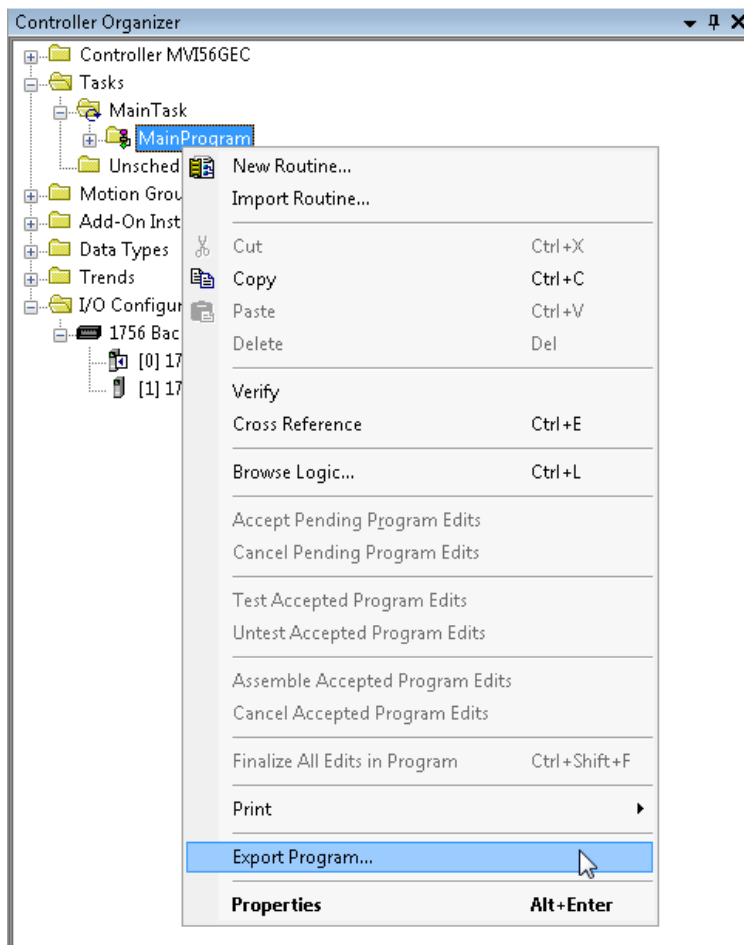 Controller Organizer
Controller MVI56GEC
Tasks
MainTask
MainProgram
Unsched
Motion Grou
Add-On Inst
Data Types
Trends
I/O Configur
1756 Bac
[0] 17
[1] 17
New Routine...
Import Routine...
Cut Ctrl+X
Copy Ctrl+C
Paste Ctrl+V
Delete Del
Verify
Cross Reference Ctrl+E
Browse Logic... Ctrl+L
Accept Pending Program Edits
Cancel Pending Program Edits
Test Accepted Program Edits
Untest Accepted Program Edits
Assemble Accepted Program Edits
Cancel Accepted Program Edits
Finalize All Edits in Program Ctrl+Shift+F
Print
Export Program...
Properties Alt+Enter